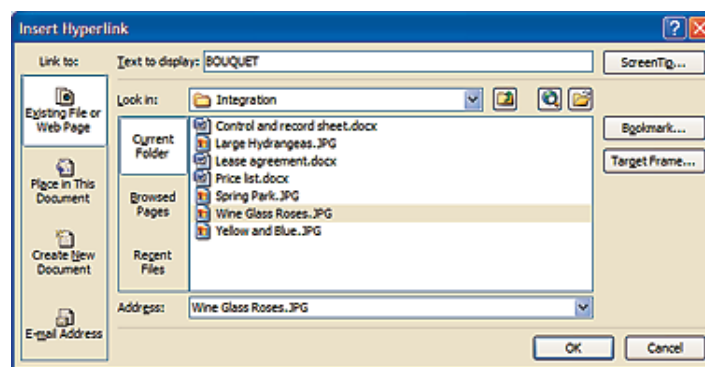 Insert Hyperlink
Link to:
Text to display: BOUQUET
ScreenTip...
Existing File or
Web Page
Look in:
Integration
Current
Folder
Control and record sheet.docx
Large Hydrangeas.JPG
Lease agreement.docx
Price list.docx
Spring Park.JPG
Wine Glass Roses.JPG
Yellow and Blue.JPG
Bookmark...
Target Frame...
Place in This
Document
Browsed
Pages
Create New
Document
Recent
Files
Address:
Wine Glass Roses.JPG
E-mail Address
OK
Cancel